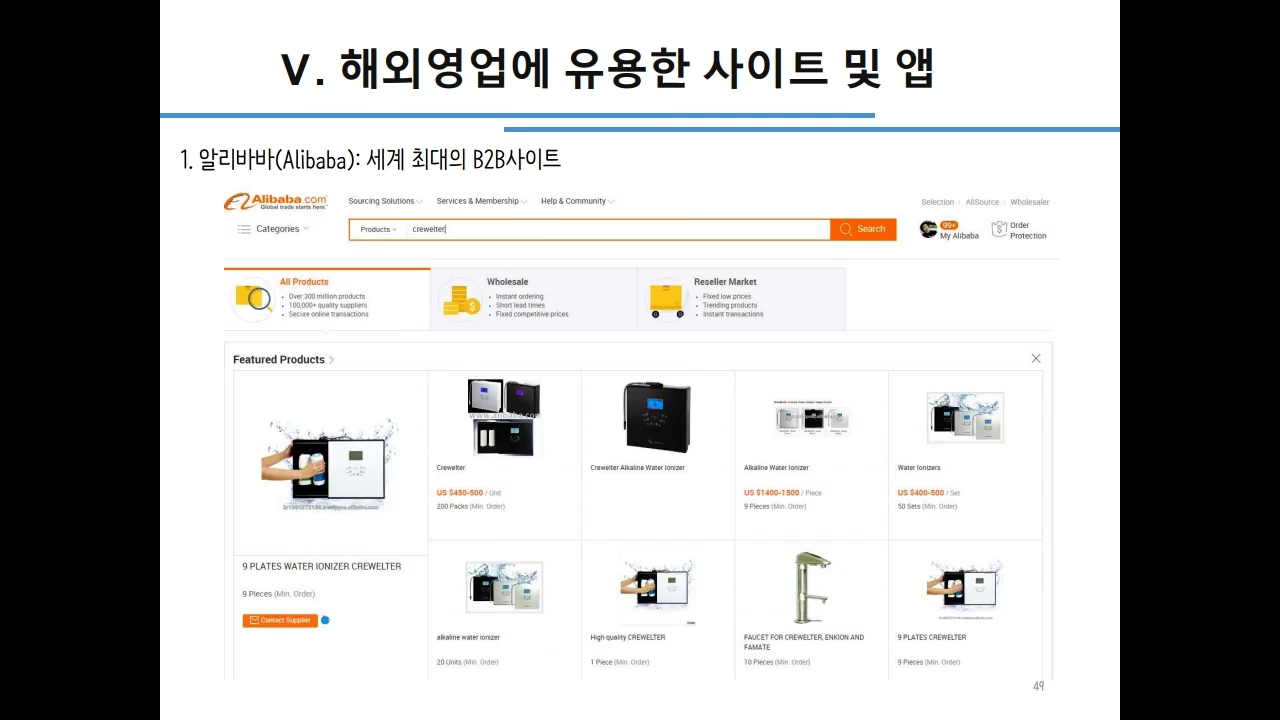 V. 해외영업에 유용한 사이트 및 앱
1. 알리바바(Alibaba): 세계 최대의 B2B사이트
Alibaba.com
Global trade starts here.
Sourcing Solutions
Services & Membership
Help & Community
Selection
AliSource
Wholesaler
Categories
Products
crewelter
Search
99+
My Alibaba
Order
Protection
All Products
• Over 300 million products
• 100,000+ quality suppliers
• Secure online transactions
Wholesale
• Instant ordering
• Short lead times
• Fixed competitive prices
Reseller Market
• Fixed low prices
• Trending products
• Instant transactions
Featured Products
9 PLATES WATER IONIZER CREWELTER
9 Pieces (Min. Order)
Contact Supplier
Crewelter
US $450-500 / Unit
200 Packs (Min. Order)
Crewelter Alkaline Water Ionizer
Alkaline Water Ionizer
US $1400-1500 / Piece
9 Pieces (Min. Order)
Water Ionizers
US $400-500 / Set
50 Sets (Min. Order)
alkaline water ionizer
20 Units (Min. Order)
High quality CREWELTER
1 Piece (Min. Order)
FAUCET FOR CREWELTER, ENKION AND
FAMATE
10 Pieces (Min. Order)
9 PLATES CREWELTER
9 Pieces (Min. Order)
49